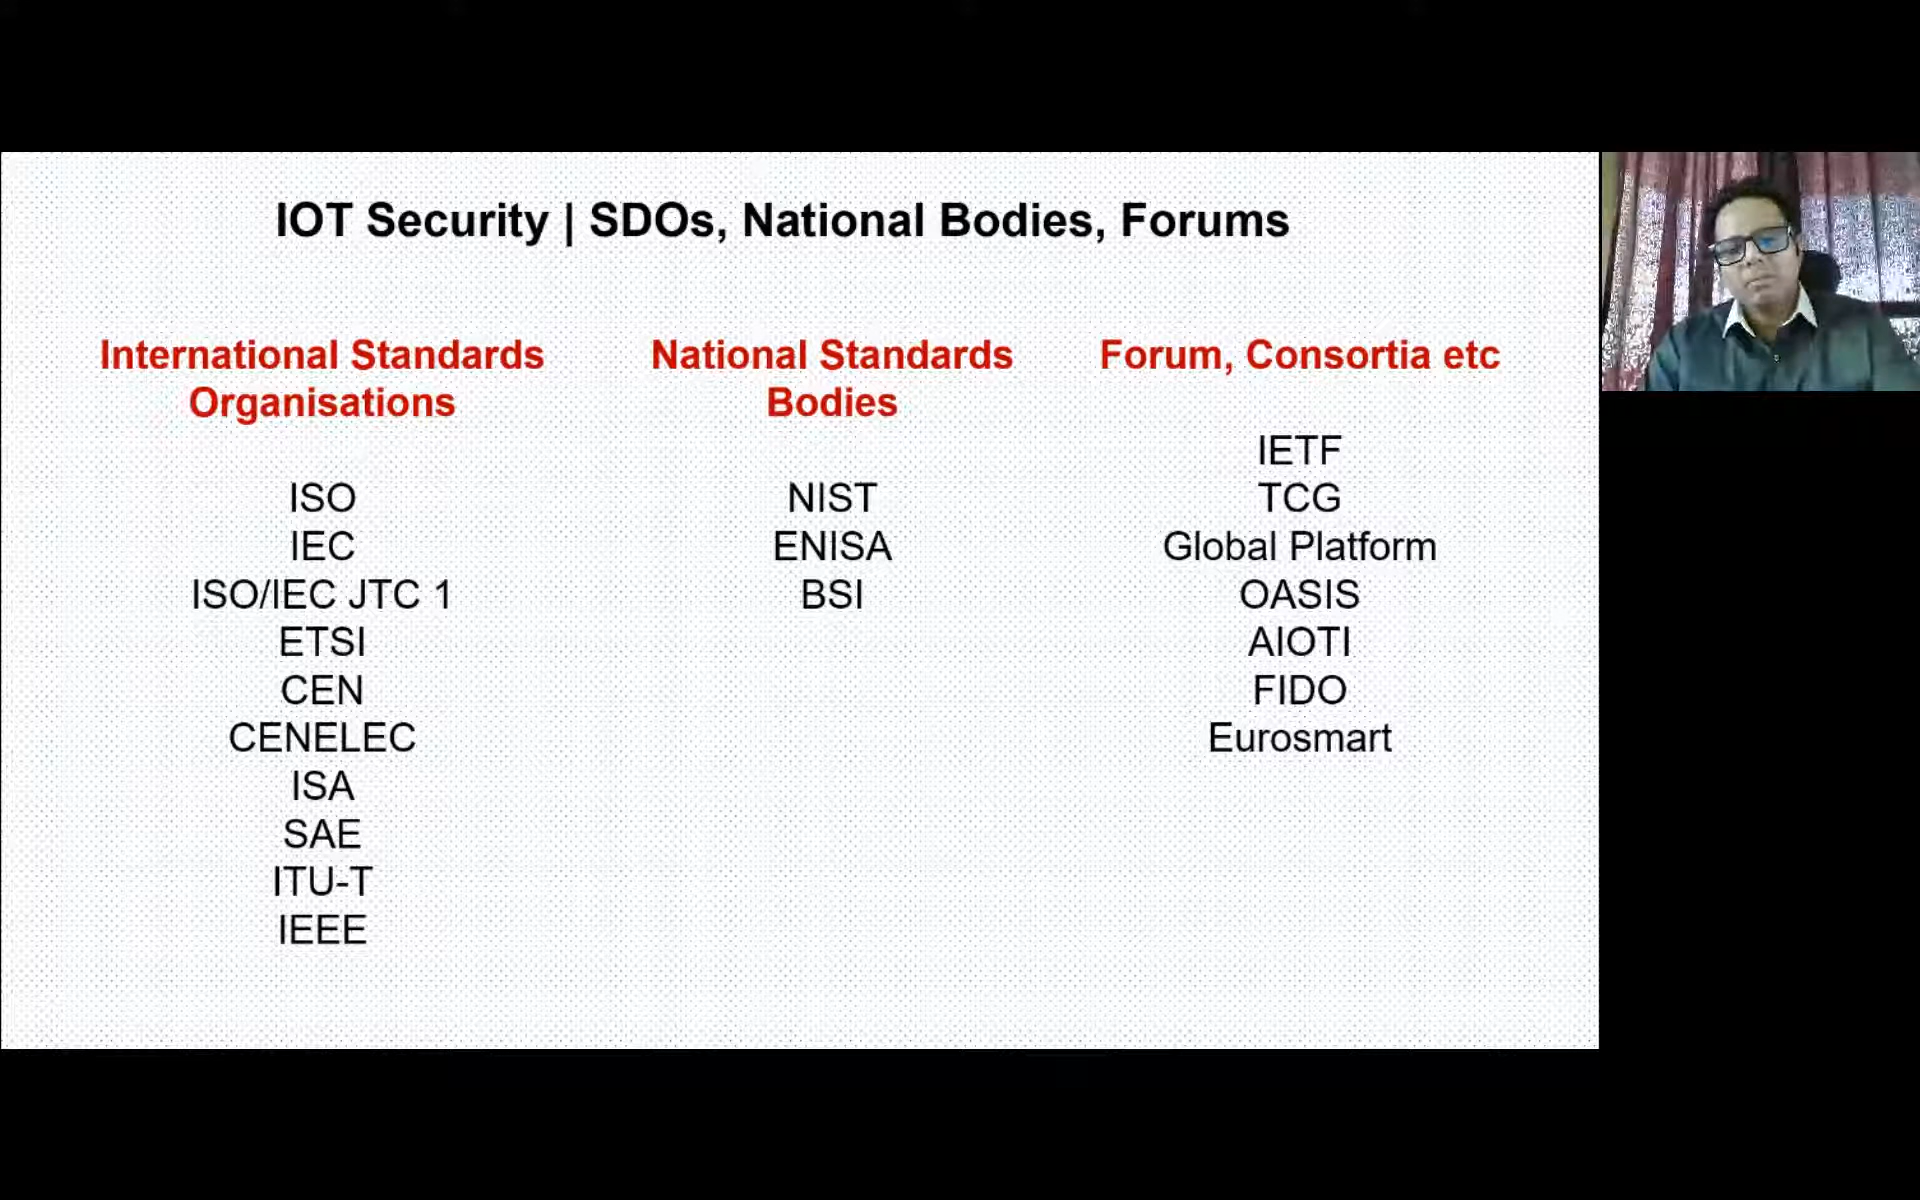 IOT Security | SDOs, National Bodies, Forums
International Standards
Organisations
ISO
IEC
ISO/IEC JTC 1
ETSI
CEN
CENELEC
ISA
SAE
ITU-T
IEEE
National Standards
Bodies
NIST
ENISA
BSI
Forum, Consortia etc
IETF
TCG
Global Platform
OASIS
AIOTI
FIDO
Eurosmart